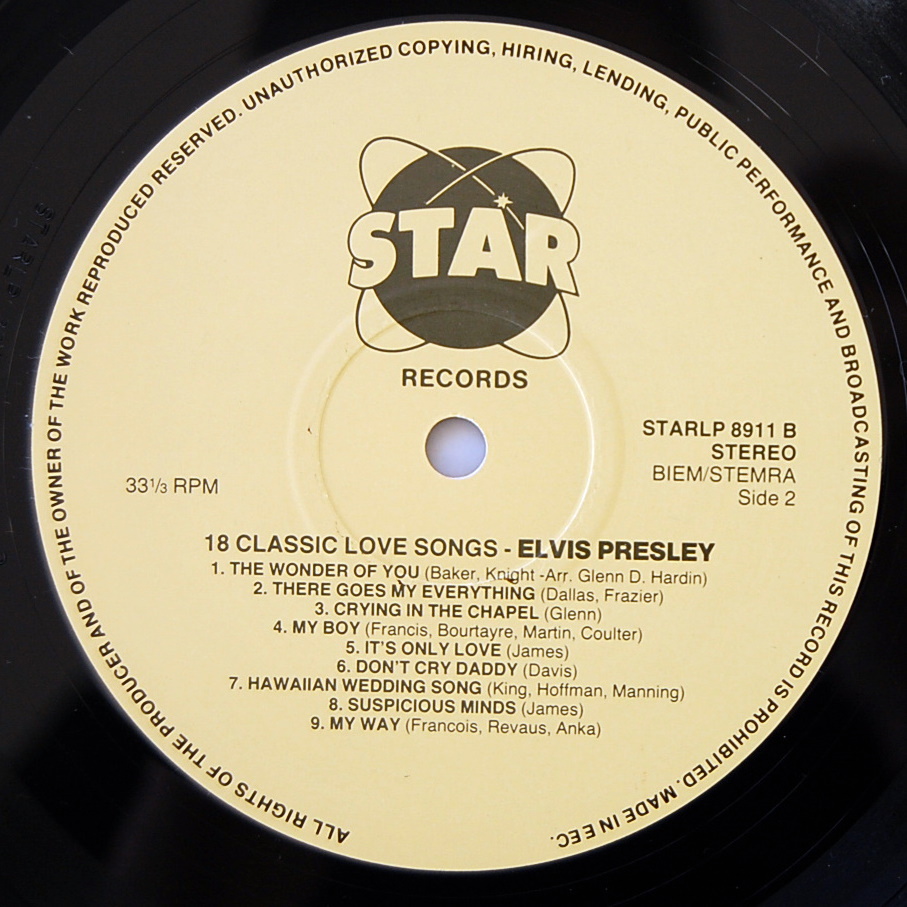 ALL RIGHTS OF THE PRODUCER AND OF THE OWNER OF THE WORK REPRODUCED RESERVED. UNAUTHORIZED COPYING, HIRING, LENDING, PUBLIC PERFORMANCE AND BROADCASTING OF THIS RECORD IS PROHIBITED. MADE IN EEC.
STAR
RECORDS
STARLP 8911 B
STEREO
BIEM/STEMRA
Side 2
33 1/3 RPM
18 CLASSIC LOVE SONGS - ELVIS PRESLEY
1. THE WONDER OF YOU (Baker, Knight -Arr. Glenn D. Hardin)
2. THERE GOES MY EVERYTHING (Dallas, Frazier)
3. CRYING IN THE CHAPEL (Glenn)
4. MY BOY (Francis, Bourtayre, Martin, Coulter)
5. IT'S ONLY LOVE (James)
6. DON'T CRY DADDY (Davis)
7. HAWAIIAN WEDDING SONG (King, Hoffman, Manning)
8. SUSPICIOUS MINDS (James)
9. MY WAY (Francois, Revaus, Anka)